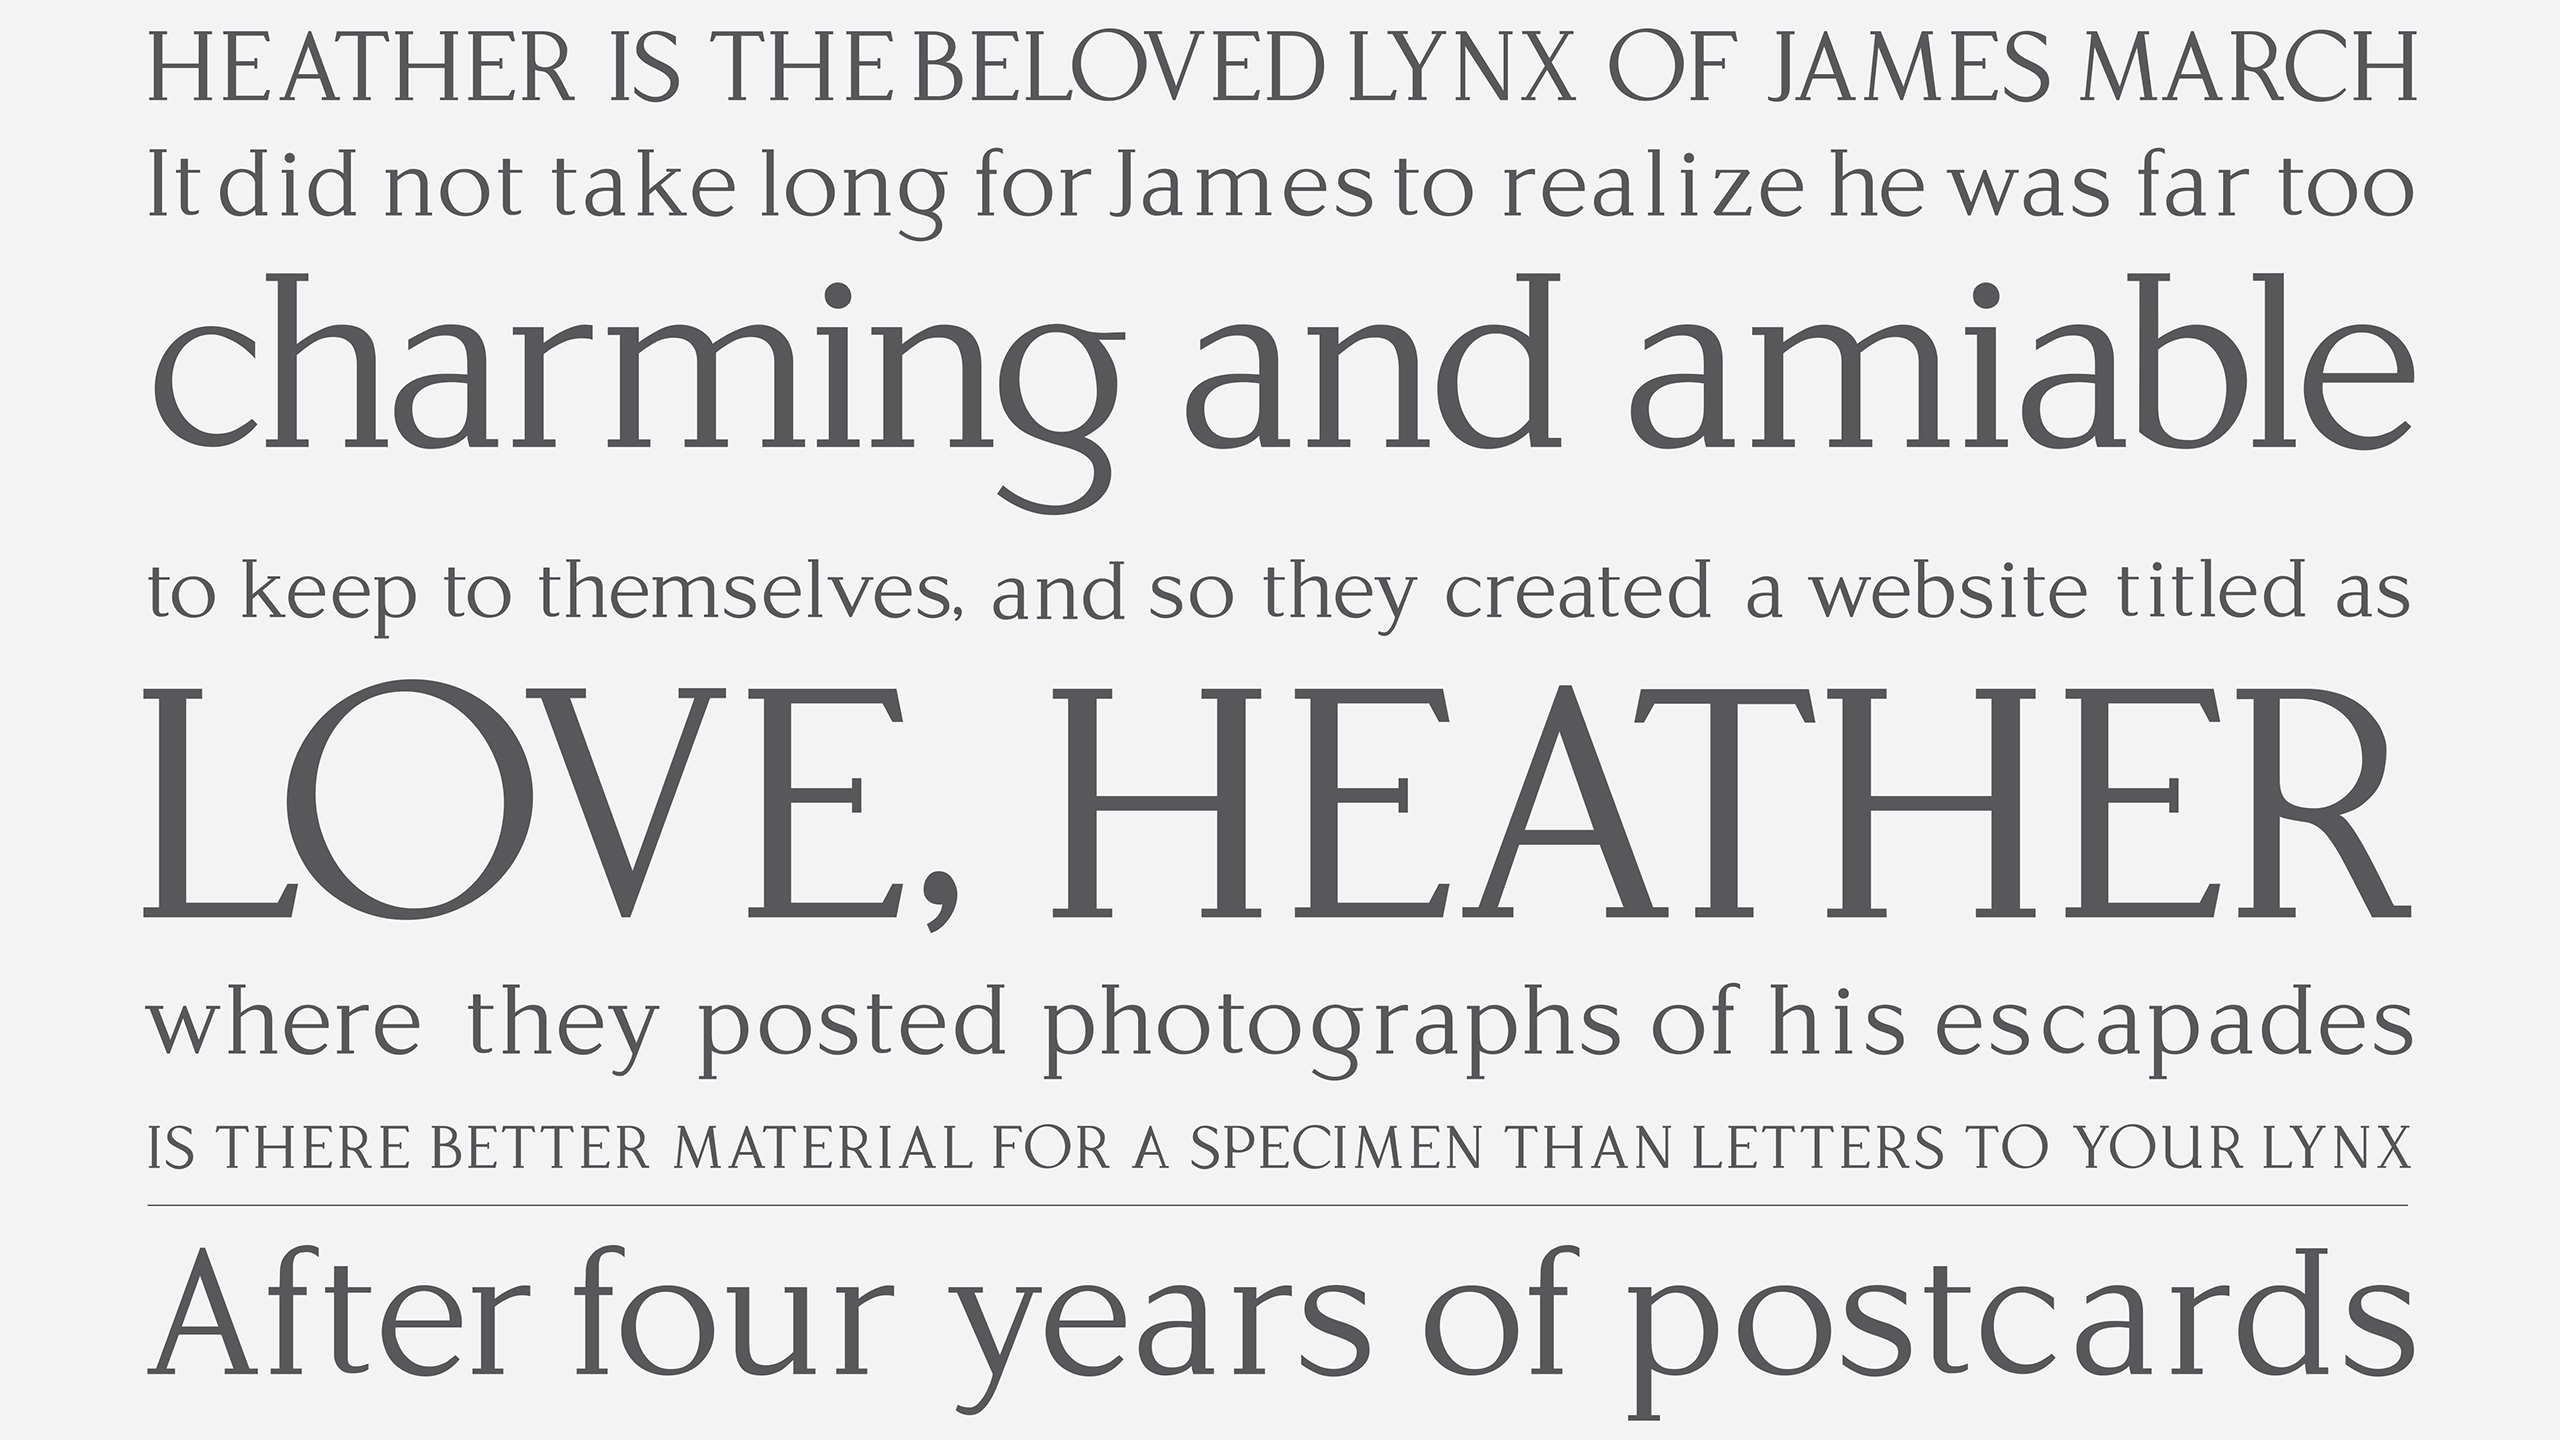 HEATHER IS THE BELOVED LYNX OF JAMES MARCH
It did not take long for James to realize he was far too
charming and amiable
to keep to themselves, and so they created a website titled as
LOVE, HEATHER
where they posted photographs of his escapades
IS THERE BETTER MATERIAL FOR A SPECIMEN THAN LETTERS TO YOUR LYNX
After four years of postcards